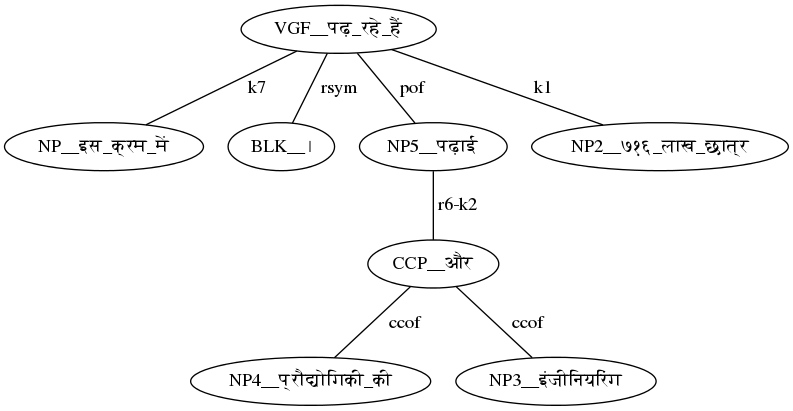 VGF__पढ़_रहे_हैं
k7
rsym
pof
k1
NP__इस_क्रम_में
BLK__।
NP5__पढ़ाई
NP2__७१६_लाख_छात्र
r6-k2
CCP__और
ccof
ccof
NP4__प्रौद्योगिकी_की
NP3__इंजीनियरिंग